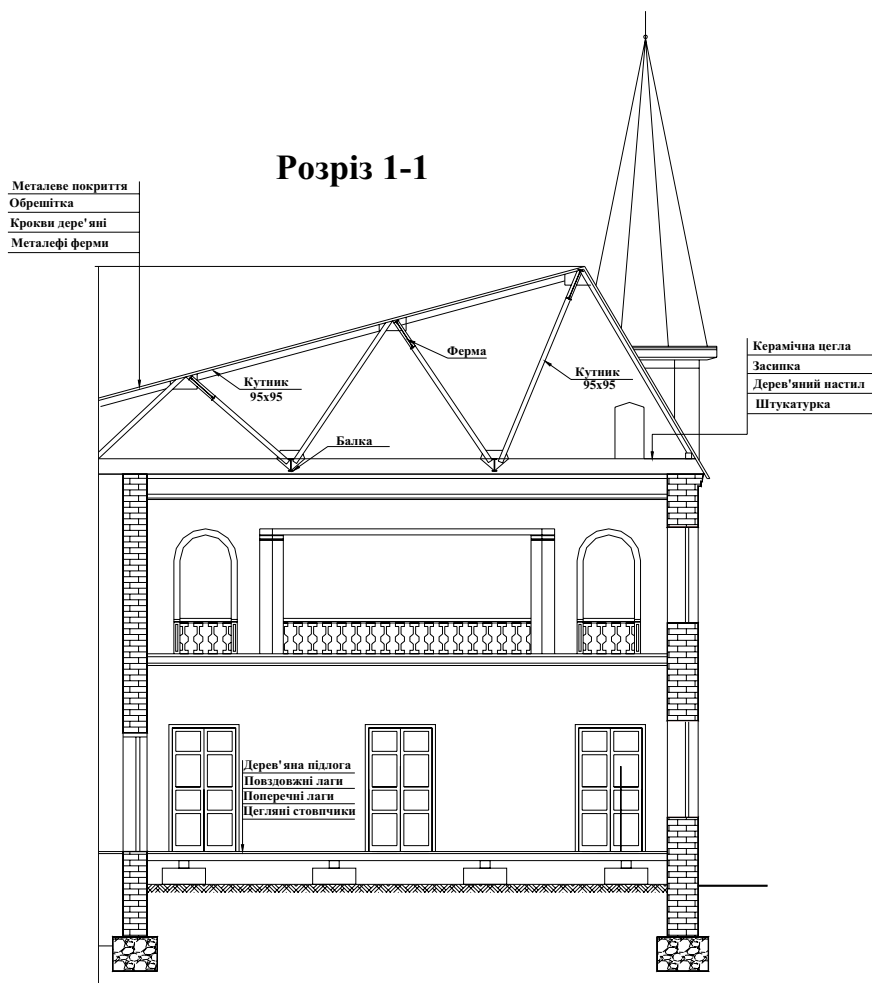 Розріз 1-1
Металеве покриття
Обрешітка
Крокви дере'яні
Металефі ферми
Ферма
Кутник
95х95
Кутник
95х95
Балка
Керамічна цегла
Засипка
Дерев'яний настил
Штукатурка
Дерев'яна підлога
Повздовжні лаги
Поперечні лаги
Цегляні стовпчики